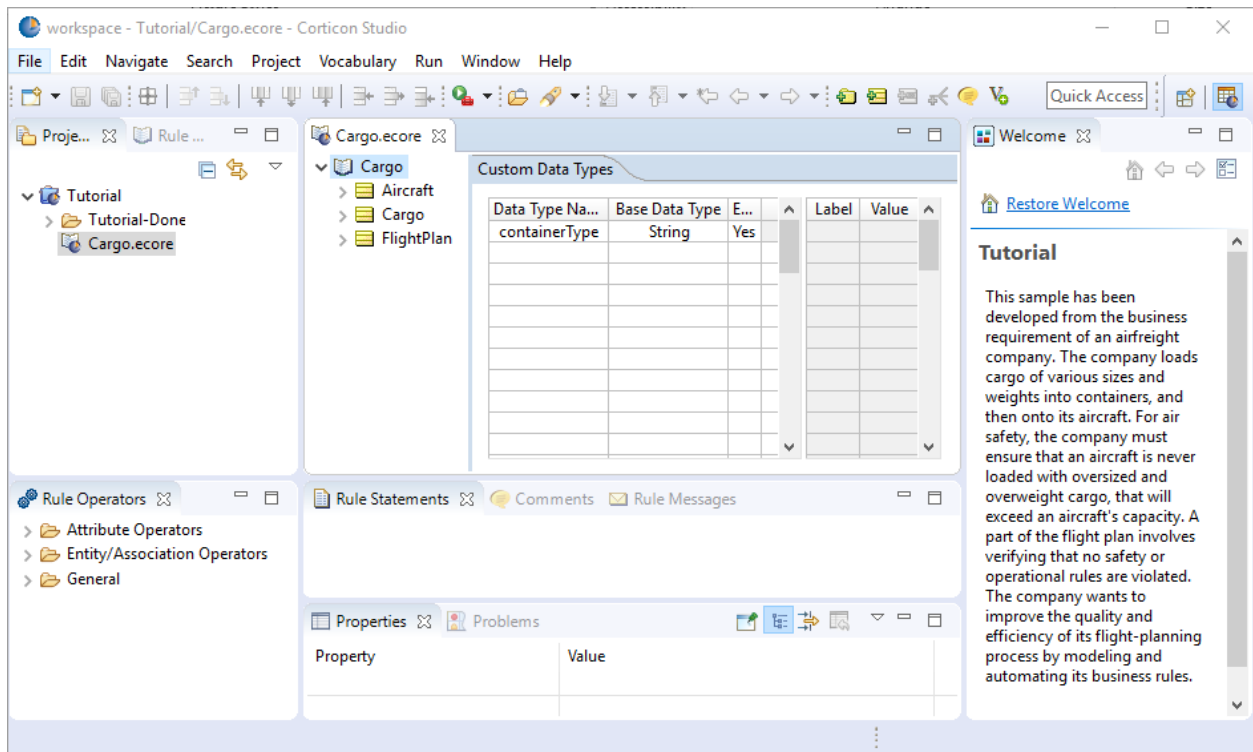 workspace - Tutorial/Cargo.ecore - Corticon Studio
File Edit Navigate Search Project Vocabulary Run Window Help
Quick Access
Proje... Rule ...
Tutorial
Tutorial-Done
Cargo.ecore
Cargo.ecore
Cargo
Aircraft
Cargo
FlightPlan
Custom Data Types
Data Type Na... Base Data Type E... Label Value
containerType String Yes
Welcome
Restore Welcome
Tutorial
This sample has been
developed from the business
requirement of an airfreight
company. The company loads
cargo of various sizes and
weights into containers, and
then onto its aircraft. For air
safety, the company must
ensure that an aircraft is never
loaded with oversized and
overweight cargo, that will
exceed an aircraft's capacity. A
part of the flight plan involves
verifying that no safety or
operational rules are violated.
The company wants to
improve the quality and
efficiency of its flight-planning
process by modeling and
automating its business rules.
Rule Operators
Attribute Operators
Entity/Association Operators
General
Rule Statements Comments Rule Messages
Properties Problems
Property Value